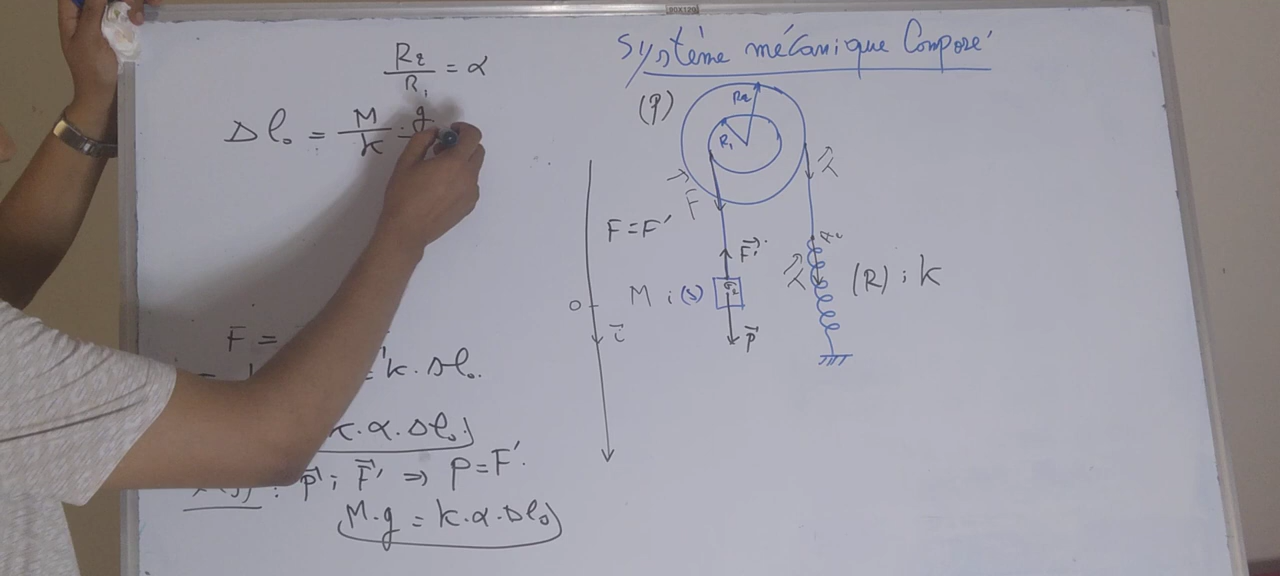 Système mécanique Composé
R₂/R₁ = α
Δl₀ = M/k · g
(P)
R₂
R₁
F
λ
F = F'
F'
M ; (S)
λ
(R) ; k
O
i
P
F =
k · Δl₀
k · α · Δl₀
P ; F' ⇒ P = F'
M · g = k · α · Δl₀